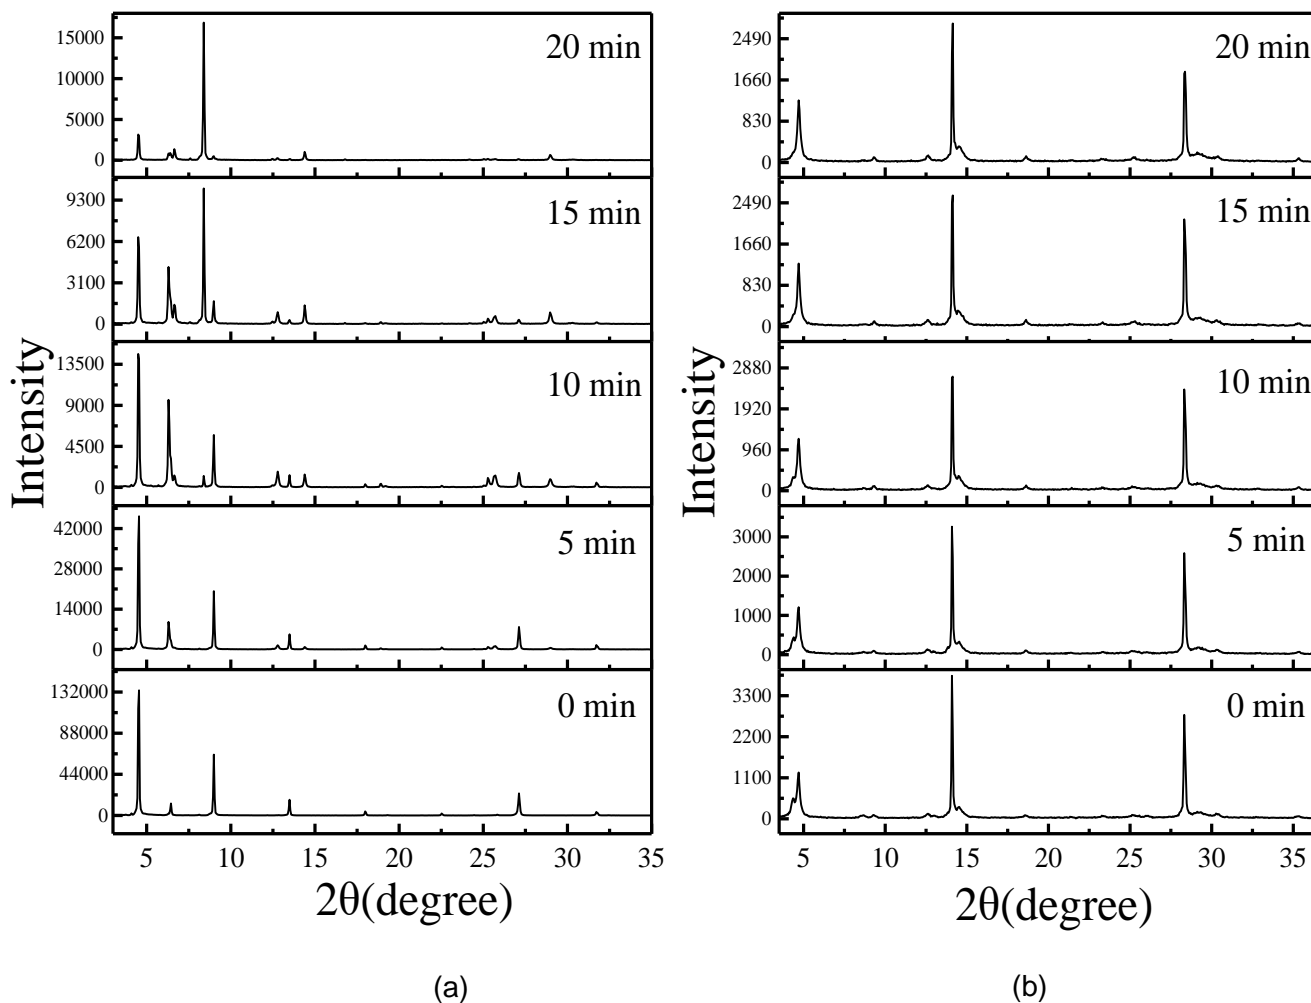 20 min
15000
10000
5000
0
15 min
9300
6200
3100
0
10 min
13500
9000
4500
0
5 min
42000
28000
14000
0
0 min
132000
88000
44000
0
5 10 15 20 25 30 35
2θ(degree)
Intensity
(a)
20 min
2490
1660
830
0
15 min
2490
1660
830
0
10 min
2880
1920
960
0
5 min
3000
2000
1000
0
0 min
3300
2200
1100
0
5 10 15 20 25 30 35
2θ(degree)
Intensity
(b)